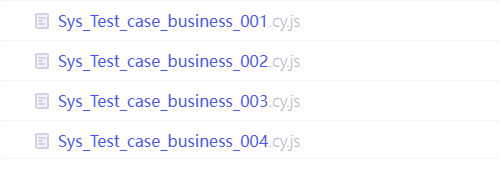 Sys_Test_case_business_001.cy.js
Sys_Test_case_business_002.cy.js
Sys_Test_case_business_003.cy.js
Sys_Test_case_business_004.cy.js